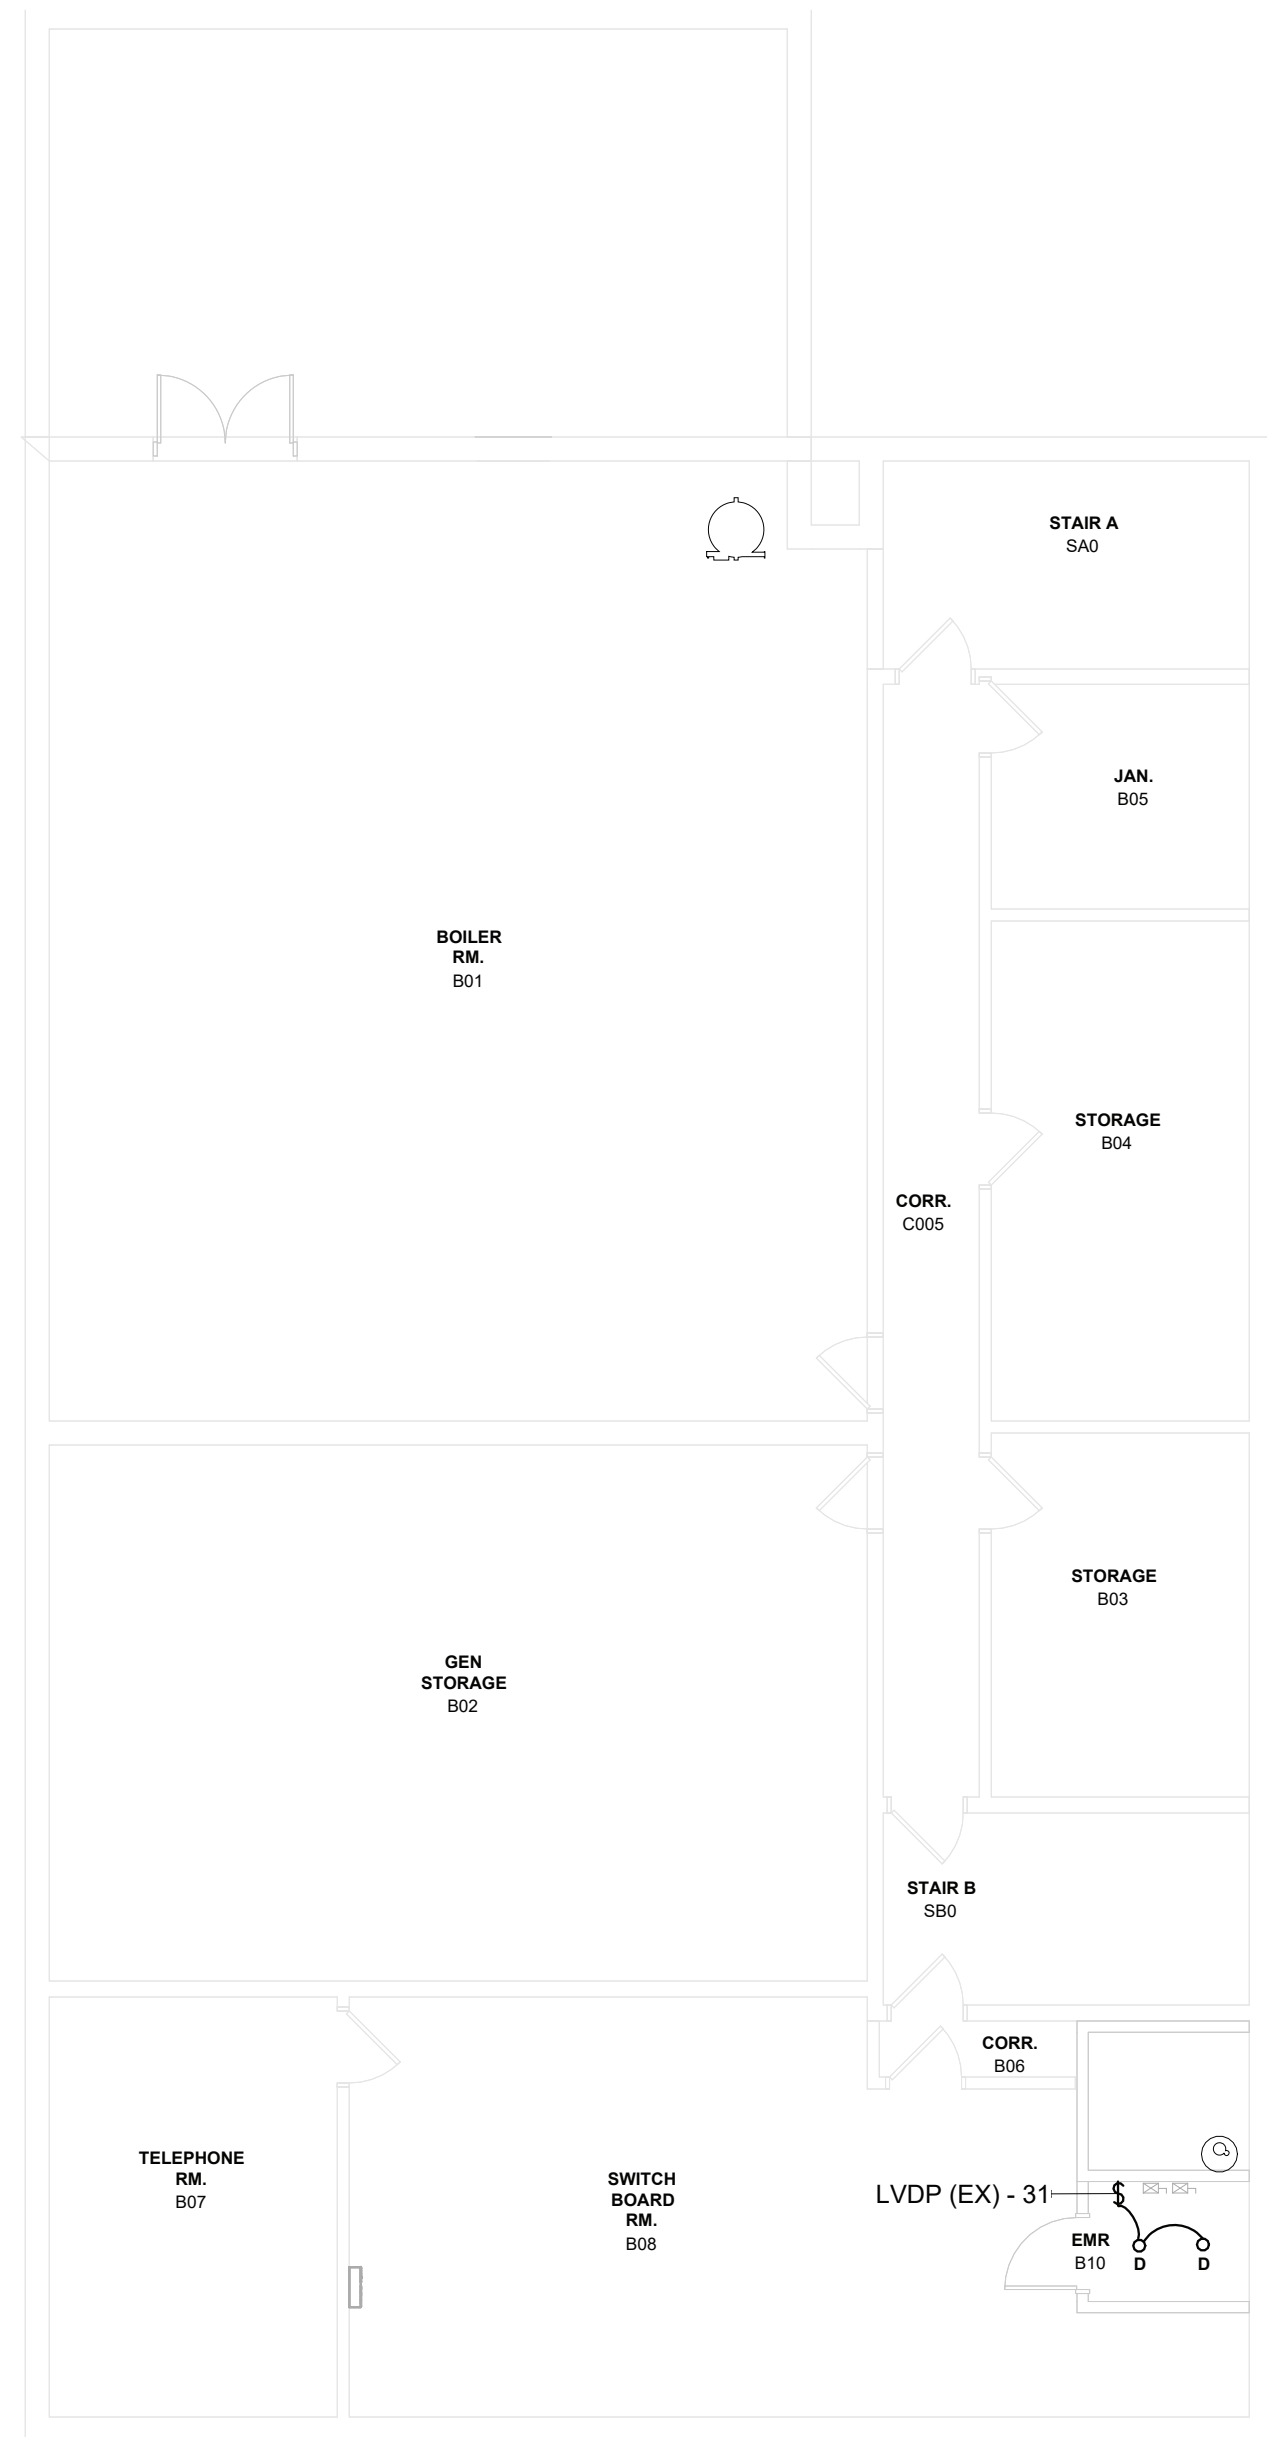 STAIR A
SA0
JAN.
B05
BOILER
RM.
B01
STORAGE
B04
CORR.
C005
STORAGE
B03
GEN
STORAGE
B02
STAIR B
SB0
CORR.
B06
TELEPHONE
RM.
B07
SWITCH
BOARD
RM.
B08
LVDP (EX) - 31
$
EMR
B10
D
D